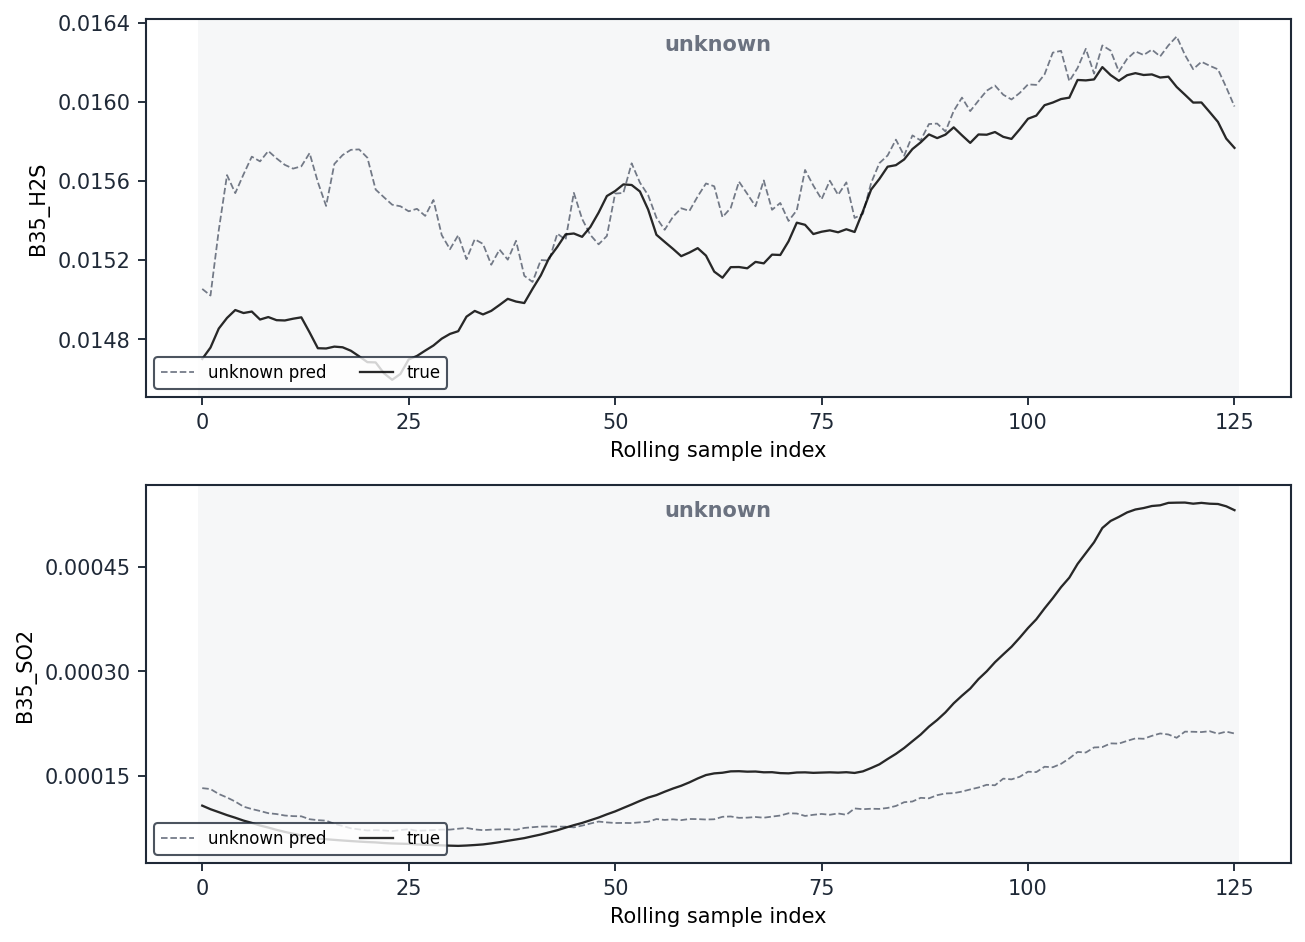 unknown
B35_H2S
0.0164
0.0160
0.0156
0.0152
0.0148
unknown pred true
0 25 50 75 100 125
Rolling sample index
unknown
B35_SO2
0.00045
0.00030
0.00015
unknown pred true
0 25 50 75 100 125
Rolling sample index